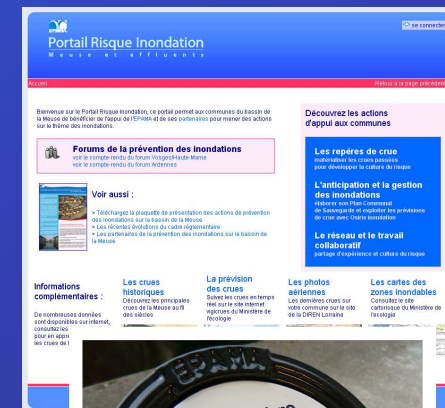 EPAMA
se connecter
Portail Risque Inondation
Meuse et affluents
Accueil
Retour à la page précédente
Bienvenue sur le Portail Risque Inondation, ce portail permet aux communes du bassin de
la Meuse de bénéficier de l'appui de l'EPAMA et de ses partenaires pour mener des actions
sur le thème des inondations.
Forums de la prévention des inondations
voir le compte-rendu du forum Vosges/Haute-Marne
voir le compte-rendu du forum Ardennes
Voir aussi :
> Téléchargez la plaquette de présentation des actions de prévention
des inondations sur le bassin de la Meuse
> Les récentes évolutions du cadre réglementaire
> Les partenaires de la prévention des inondations sur le bassin de
la Meuse
Découvrez les actions
d'appui aux communes
Les repères de crue
matérialiser les crues passées
pour développer la culture du risque
L'anticipation et la gestion
des inondations
élaborer son Plan Communal
de Sauvegarde et exploiter les prévisions
de crue avec Osiris Inondation
Le réseau et le travail
collaboratif
partage d'expérience et culture du risque
Informations
complémentaires :
De nombreuses données
sont disponibles sur internet,
consultez les
pour en appre
les crues de l
Les crues
historiques
Découvrez les principales
crues de la Meuse au fil
des siècles
La prévision
des crues
Suivez les crues en temps
réel sur le site internet
vigicrues du Ministère de
l'écologie
Les photos
aériennes
Les dernières crues sur
votre commune sur le site
de la DIREN Lorraine
Les cartes des
zones inondables
Consultez le site
cartorisque du Ministère de
l'écologie